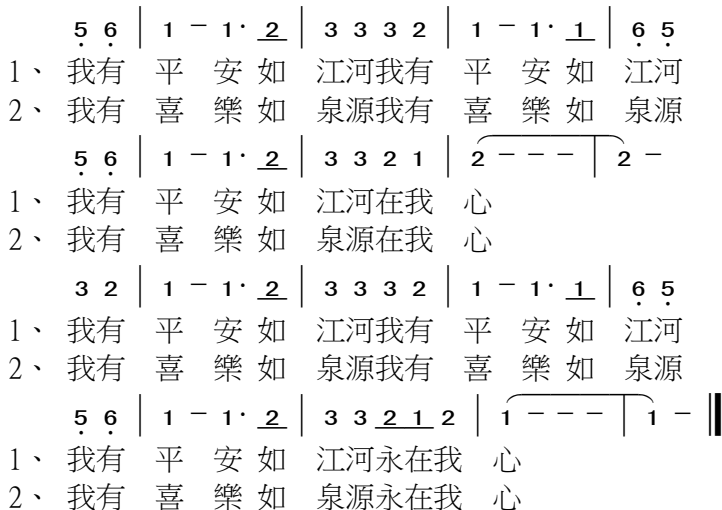 5̣ 6̣ | 1 − 1· 2̲ | 3 3 3 2 | 1 − 1· 1̲ | 6̣ 5̣
1、 我有 平 安 如 江河我有 平 安 如 江河
2、 我有 喜 樂 如 泉源我有 喜 樂 如 泉源
5̣ 6̣ | 1 − 1· 2̲ | 3 3 2 1 | 2 − − − | 2 −
1、 我有 平 安 如 江河在我 心
2、 我有 喜 樂 如 泉源在我 心
3 2 | 1 − 1· 2̲ | 3 3 3 2 | 1 − 1· 1̲ | 6̣ 5̣
1、 我有 平 安 如 江河我有 平 安 如 江河
2、 我有 喜 樂 如 泉源我有 喜 樂 如 泉源
5̣ 6̣ | 1 − 1· 2̲ | 3 3 2̲ 1̲ 2 | 1 − − − | 1 − ‖
1、 我有 平 安 如 江河永在我 心
2、 我有 喜 樂 如 泉源永在我 心